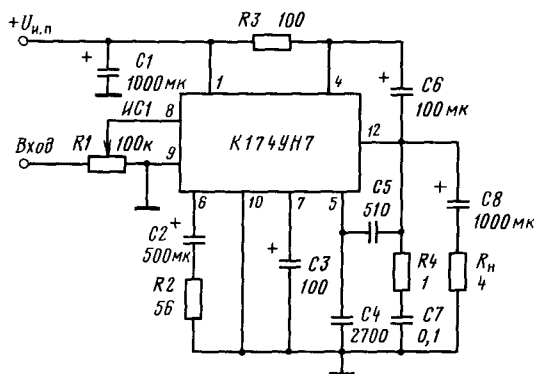 +Uи.п
R3 100
C1
1000мк
1
4
C6
100мк
ИС1
8
R1
100к
Вход
9
К174УН7
12
C5
510
C8
1000мк
6
10
7
5
C2
500мк
C3
100
R4
1
Rн
4
R2
56
C4
2700
C7
0,1
+
+
+
+
+